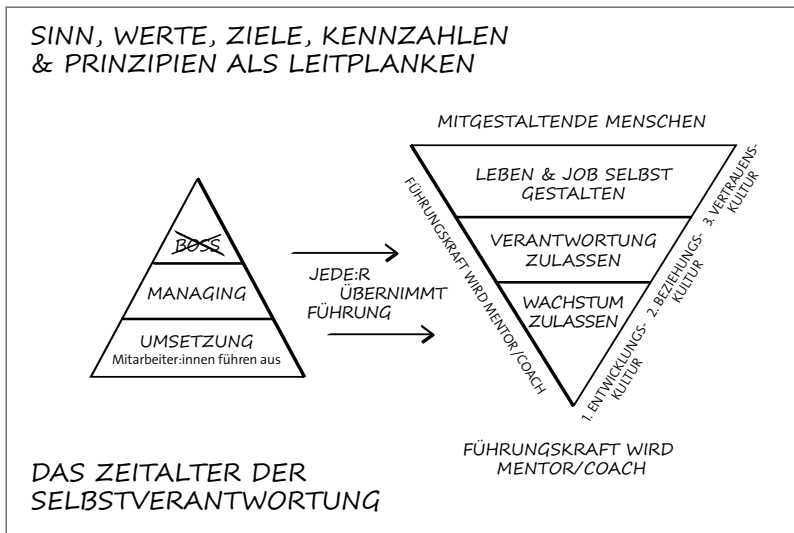 SINN, WERTE, ZIELE, KENNZAHLEN
& PRINZIPIEN ALS LEITPLANKEN
BOSS
MANAGING
UMSETZUNG
Mitarbeiter:innen führen aus
JEDE:R
ÜBERNIMMT
FÜHRUNG
MITGESTALTENDE MENSCHEN
LEBEN & JOB SELBST
GESTALTEN
VERANTWORTUNG
ZULASSEN
WACHSTUM
ZULASSEN
FÜHRUNGSKRAFT WIRD MENTOR/COACH
1. ENTWICKLUNGS-
KULTUR
2. BEZIEHUNGS-
KULTUR
3. VERTRAUENS-
KULTUR
FÜHRUNGSKRAFT WIRD
MENTOR/COACH
DAS ZEITALTER DER
SELBSTVERANTWORTUNG